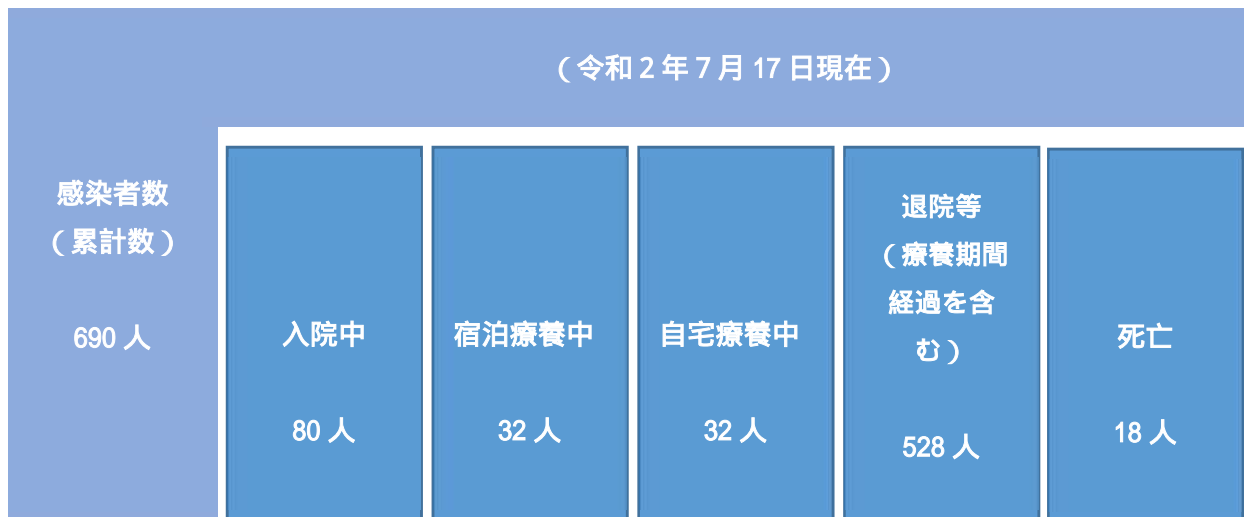 （令和２年７月 17 日現在）
感染者数
（累計数）
690 人
入院中
80 人
宿泊療養中
32 人
自宅療養中
32 人
退院等
（療養期間
経過を含
む）
528 人
死亡
18 人